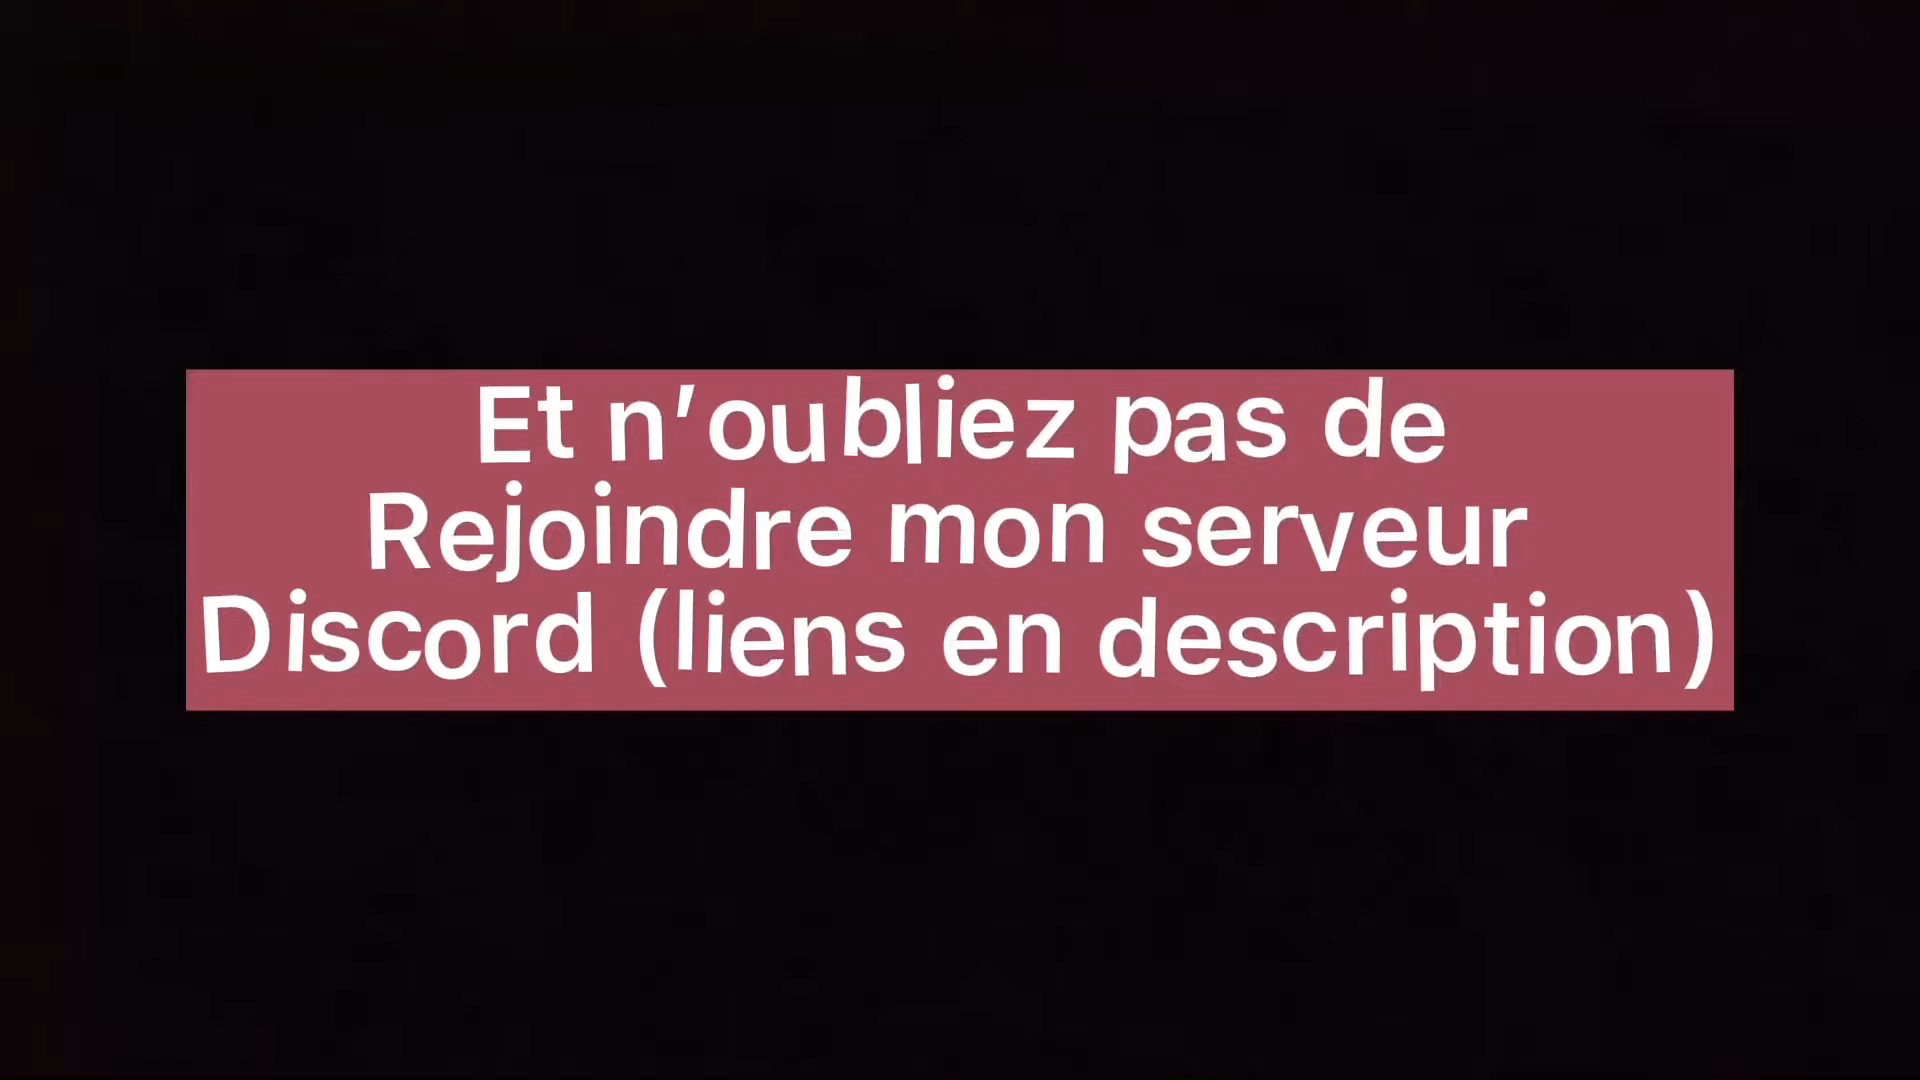 Et n’oubliez pas de
Rejoindre mon serveur
Discord (liens en description)